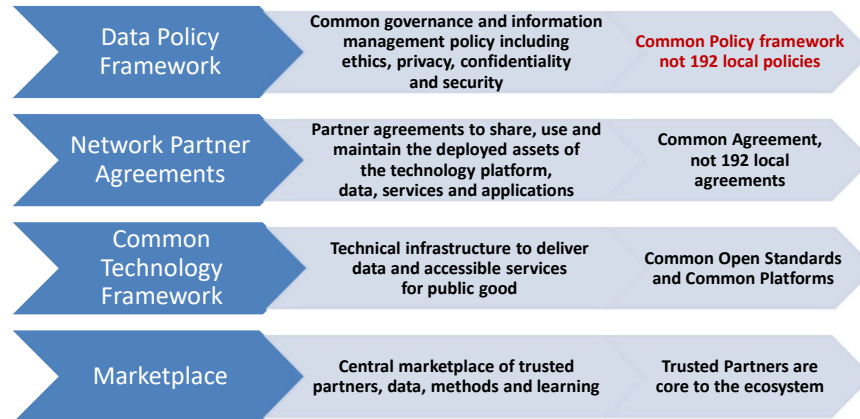 Data Policy
Framework
Common governance and information
management policy including
ethics, privacy, confidentiality
and security
Common Policy framework
not 192 local policies
Network Partner
Agreements
Partner agreements to share, use and
maintain the deployed assets of
the technology platform,
data, services and applications
Common Agreement,
not 192 local
agreements
Common
Technology
Framework
Technical infrastructure to deliver
data and accessible services
for public good
Common Open Standards
and Common Platforms
Marketplace
Central marketplace of trusted
partners, data, methods and learning
Trusted Partners are
core to the ecosystem